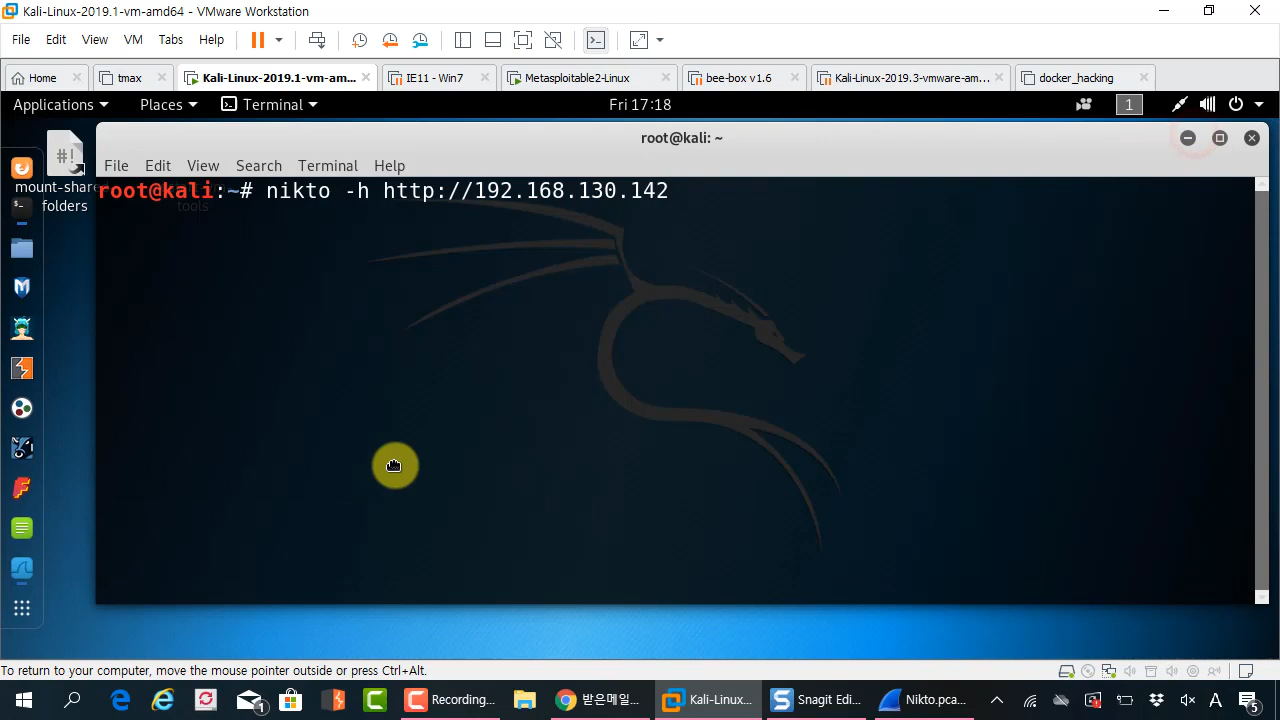 Kali-Linux-2019.1-vm-amd64 - VMware Workstation
File Edit View VM Tabs Help
Home tmax Kali-Linux-2019.1-vm-am... IE11 - Win7 Metasploitable2-Linux bee-box v1.6 Kali-Linux-2019.3-vmware-am... docker_hacking
Applications Places Terminal Fri 17:18 1
root@kali: ~
File Edit View Search Terminal Help
#!
mount-shared
folders
tools
root@kali:~# nikto -h http://192.168.130.142
To return to your computer, move the mouse pointer outside or press Ctrl+Alt.
1 Recording... 받은메일... Kali-Linux... Snagit Edi... Nikto.pca... A 5